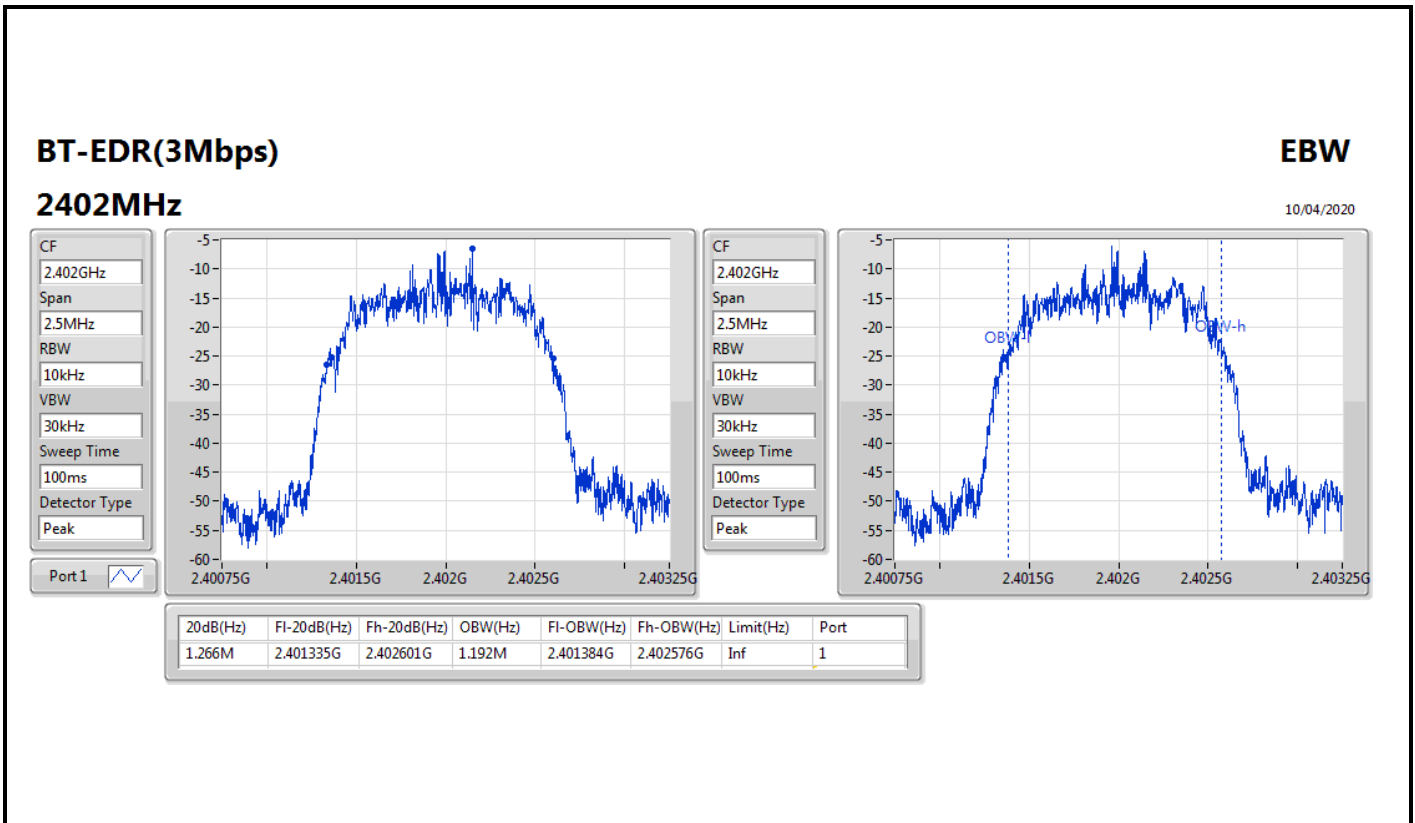 BT-EDR(3Mbps)
EBW
2402MHz
10/04/2020
CF
2.402GHz
Span
2.5MHz
RBW
10kHz
VBW
30kHz
Sweep Time
100ms
Detector Type
Peak
Port 1
-5
-10
-15
-20
-25
-30
-35
-40
-45
-50
-55
-60
2.40075G 2.4015G 2.402G 2.4025G 2.40325G
CF
2.402GHz
Span
2.5MHz
RBW
10kHz
VBW
30kHz
Sweep Time
100ms
Detector Type
Peak
-5
-10
-15
-20
-25
-30
-35
-40
-45
-50
-55
-60
OBW-h
2.40075G 2.4015G 2.402G 2.4025G 2.40325G
20dB(Hz) Fl-20dB(Hz) Fh-20dB(Hz) OBW(Hz) Fl-OBW(Hz) Fh-OBW(Hz) Limit(Hz) Port
1.266M 2.401335G 2.402601G 1.192M 2.401384G 2.402576G Inf 1